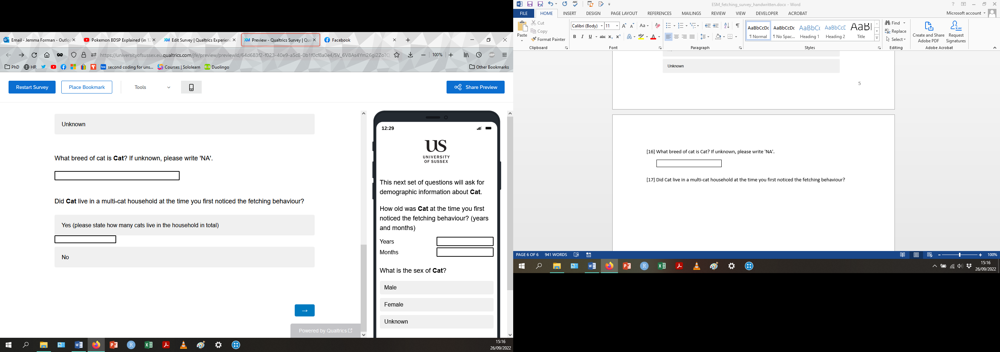 Email - Jemma Forman - Outlo
Pokemon BDSP Explained (in 12
Edit Survey | Qualtrics Experienc
Preview - Qualtrics Survey | Qua
Facebook
https://universityofsussex.eu.qualtrics.com/jfe/preview/previewId/64d683f2-f023-40e9-a5c8-0b1f0cf8a0e4/SV_6V8As4Ym26gi2Zo?Q
100%
ABP
PhD
HR
box
second coding for uns...
Courses | Sololearn
Duolingo
Other Bookmarks
Restart Survey
Place Bookmark
Tools
Share Preview
Unknown
What breed of cat is Cat? If unknown, please write 'NA'.
Did Cat live in a multi-cat household at the time you first noticed the fetching behaviour?
Yes (please state how many cats live in the household in total)
No
→
Powered by Qualtrics
12:29
US
UNIVERSITY
OF SUSSEX
This next set of questions will ask for
demographic information about Cat.
How old was Cat at the time you first
noticed the fetching behaviour? (years
and months)
Years
Months
What is the sex of Cat?
Male
Female
Unknown
15:16
26/09/2022
ESM_fetching_survey_handwritten.docx - Word
FILE
HOME
INSERT
DESIGN
PAGE LAYOUT
REFERENCES
MAILINGS
REVIEW
VIEW
DEVELOPER
ACROBAT
Microsoft account
Paste
Cut
Copy
Format Painter
Clipboard
Calibri (Body)
11
Font
Paragraph
AaBbCcDc
¶ Normal
AaBbCcDc
¶ No Spac...
AaBbCc
Heading 1
AaBbCcE
Heading 2
AaBl
Title
Styles
Find
Replace
Select
Editing
Create and Share
Adobe PDF
Request
Signatures
Adobe Acrobat
Unknown
5
[16] What breed of cat is Cat? If unknown, please write 'NA'.
[17] Did Cat live in a multi-cat household at the time you first noticed the fetching behaviour?
PAGE 6 OF 6
941 WORDS
100%
15:16
26/09/2022